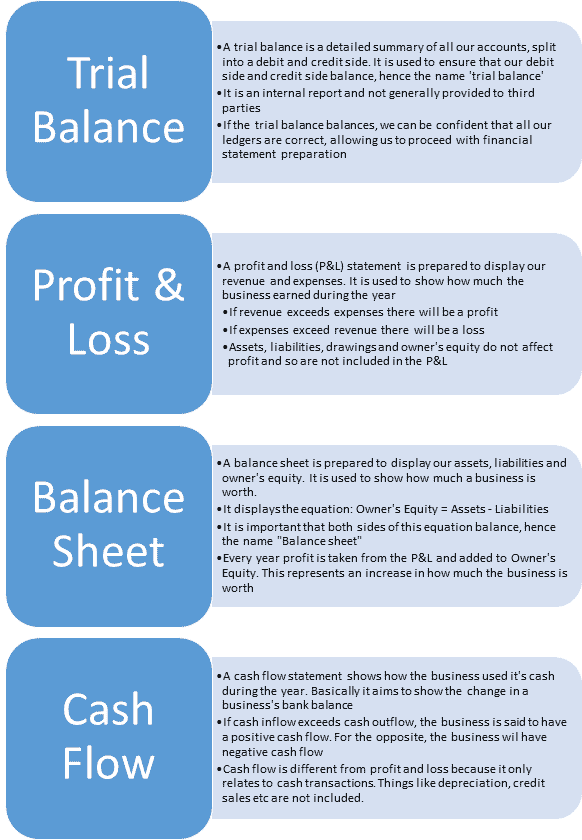 Trial
Balance
•A trial balance is a detailed summary of all our accounts, split
into a debit and credit side. It is used to ensure that our debit
side and credit side balance, hence the name 'trial balance'
•It is an internal report and not generally provided to third
parties
•If the trial balance balances, we can be confident that all our
ledgers are correct, allowing us to proceed with financial
statement preparation
Profit &
Loss
•A profit and loss (P&L) statement is prepared to display our
revenue and expenses. It is used to show how much the
business earned during the year
•If revenue exceeds expenses there will be a profit
•If expenses exceed revenue there will be a loss
•Assets, liabilities, drawings and owner's equity do not affect
profit and so are not included in the P&L
Balance
Sheet
•A balance sheet is prepared to display our assets, liabilities and
owner's equity. It is used to show how much a business is
worth.
•It displays the equation: Owner's Equity = Assets - Liabilities
•It is important that both sides of this equation balance, hence
the name "Balance sheet"
•Every year profit is taken from the P&L and added to Owner's
Equity. This represents an increase in how much the business is
worth
Cash
Flow
•A cash flow statement shows how the business used it's cash
during the year. Basically it aims to show the change in a
business's bank balance
•If cash inflow exceeds cash outflow, the business is said to have
a positive cash flow. For the opposite, the business wil have
negative cash flow
•Cash flow is different from profit and loss because it only
relates to cash transactions. Things like depreciation, credit
sales etc are not included.